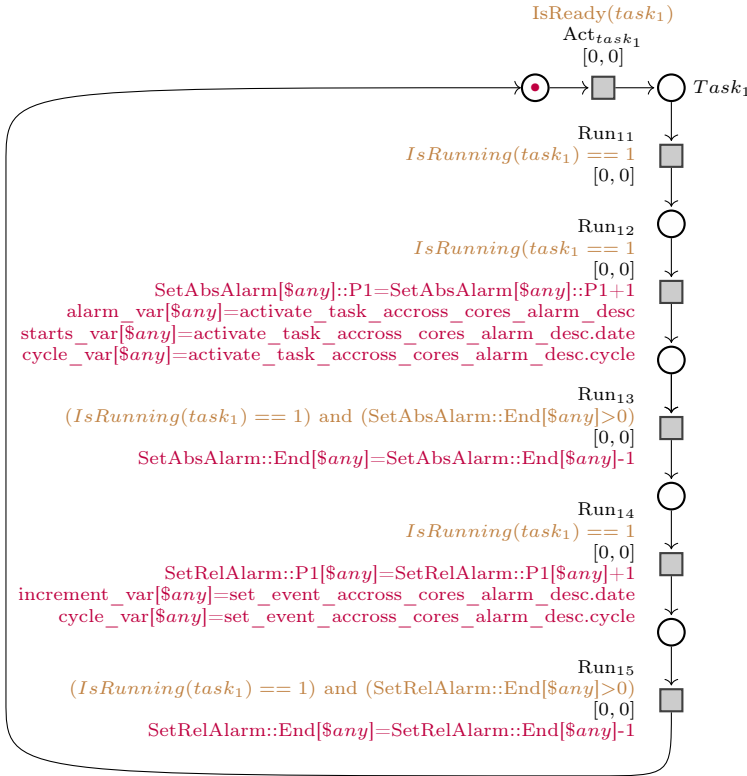 IsReady(task₁)
Act_task₁
[0, 0]
Task₁
Run₁₁
IsRunning(task₁) == 1
[0, 0]
Run₁₂
IsRunning(task₁ == 1
[0, 0]
SetAbsAlarm[$any]::P1=SetAbsAlarm[$any]::P1+1
alarm_var[$any]=activate_task_accross_cores_alarm_desc
starts_var[$any]=activate_task_accross_cores_alarm_desc.date
cycle_var[$any]=activate_task_accross_cores_alarm_desc.cycle
Run₁₃
(IsRunning(task₁) == 1) and (SetAbsAlarm::End[$any]>0)
[0, 0]
SetAbsAlarm::End[$any]=SetAbsAlarm::End[$any]-1
Run₁₄
IsRunning(task₁) == 1
[0, 0]
SetRelAlarm::P1[$any]=SetRelAlarm::P1[$any]+1
increment_var[$any]=set_event_accross_cores_alarm_desc.date
cycle_var[$any]=set_event_accross_cores_alarm_desc.cycle
Run₁₅
(IsRunning(task₁) == 1) and (SetRelAlarm::End[$any]>0)
[0, 0]
SetRelAlarm::End[$any]=SetRelAlarm::End[$any]-1